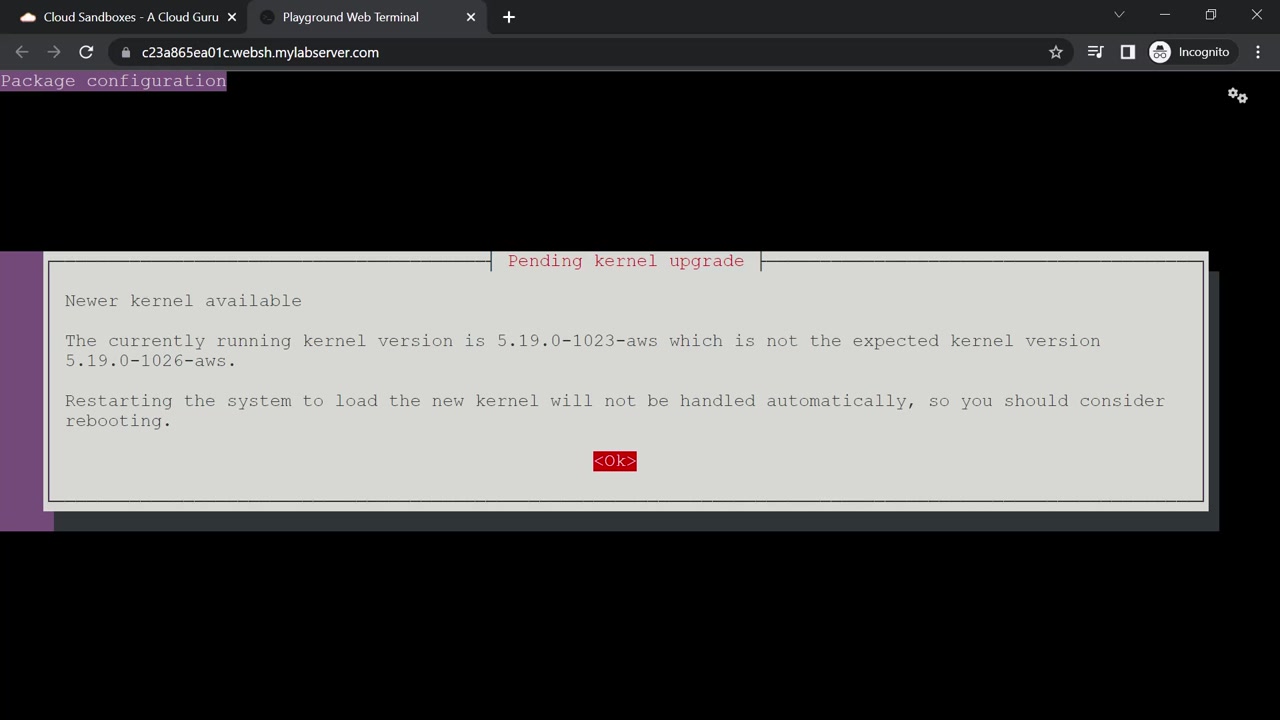 Cloud Sandboxes - A Cloud Guru
Playground Web Terminal
c23a865ea01c.websh.mylabserver.com
Incognito
Package configuration
Pending kernel upgrade
Newer kernel available
The currently running kernel version is 5.19.0-1023-aws which is not the expected kernel version
5.19.0-1026-aws.
Restarting the system to load the new kernel will not be handled automatically, so you should consider
rebooting.
<Ok>